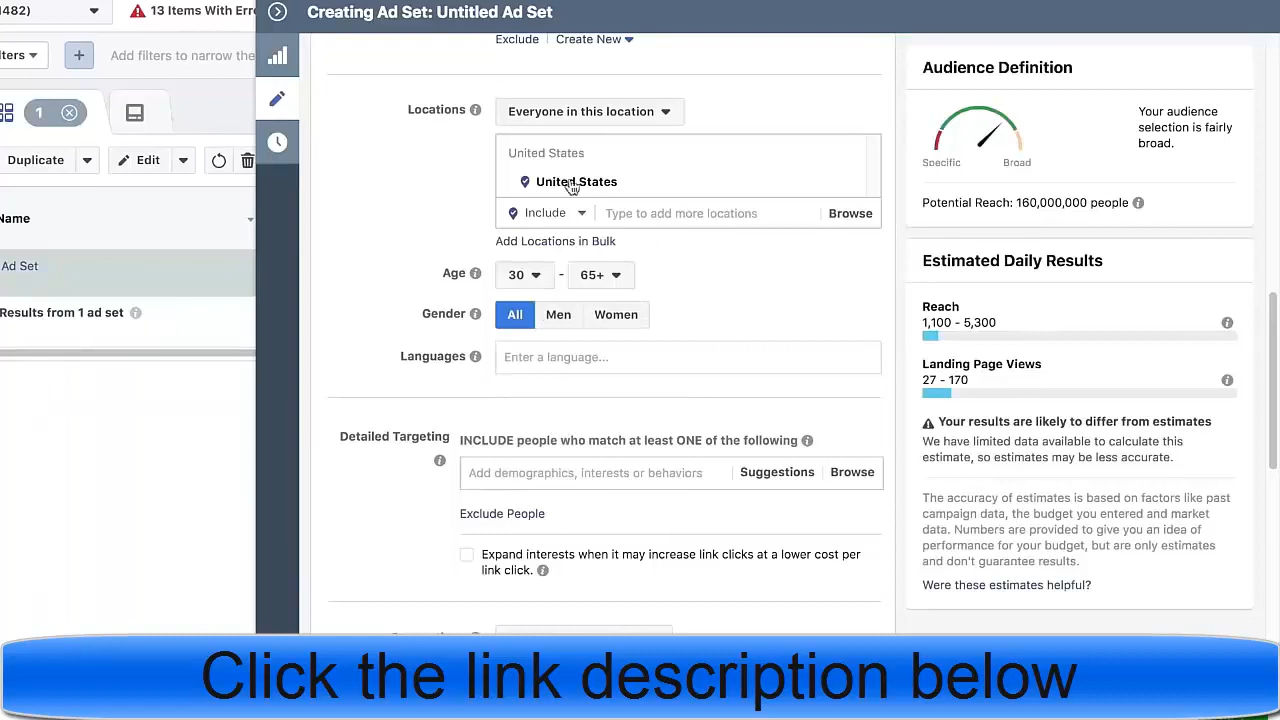 1482)
13 Items With Erro
Creating Ad Set: Untitled Ad Set
lters
Add filters to narrow the
Exclude
Create New
1
Duplicate
Edit
Name
Ad Set
Results from 1 ad set
Locations
Everyone in this location
United States
United States
Include
Type to add more locations
Browse
Add Locations in Bulk
Age
30
-
65+
Gender
All
Men
Women
Languages
Enter a language...
Detailed Targeting
INCLUDE people who match at least ONE of the following
Add demographics, interests or behaviors
Suggestions
Browse
Exclude People
Expand interests when it may increase link clicks at a lower cost per
link click.
Audience Definition
Your audience
selection is fairly
broad.
Specific
Broad
Potential Reach: 160,000,000 people
Estimated Daily Results
Reach
1,100 - 5,300
Landing Page Views
27 - 170
Your results are likely to differ from estimates
We have limited data available to calculate this
estimate, so estimates may be less accurate.
The accuracy of estimates is based on factors like past
campaign data, the budget you entered and market
data. Numbers are provided to give you an idea of
performance for your budget, but are only estimates
and don't guarantee results.
Were these estimates helpful?
Click the link description below